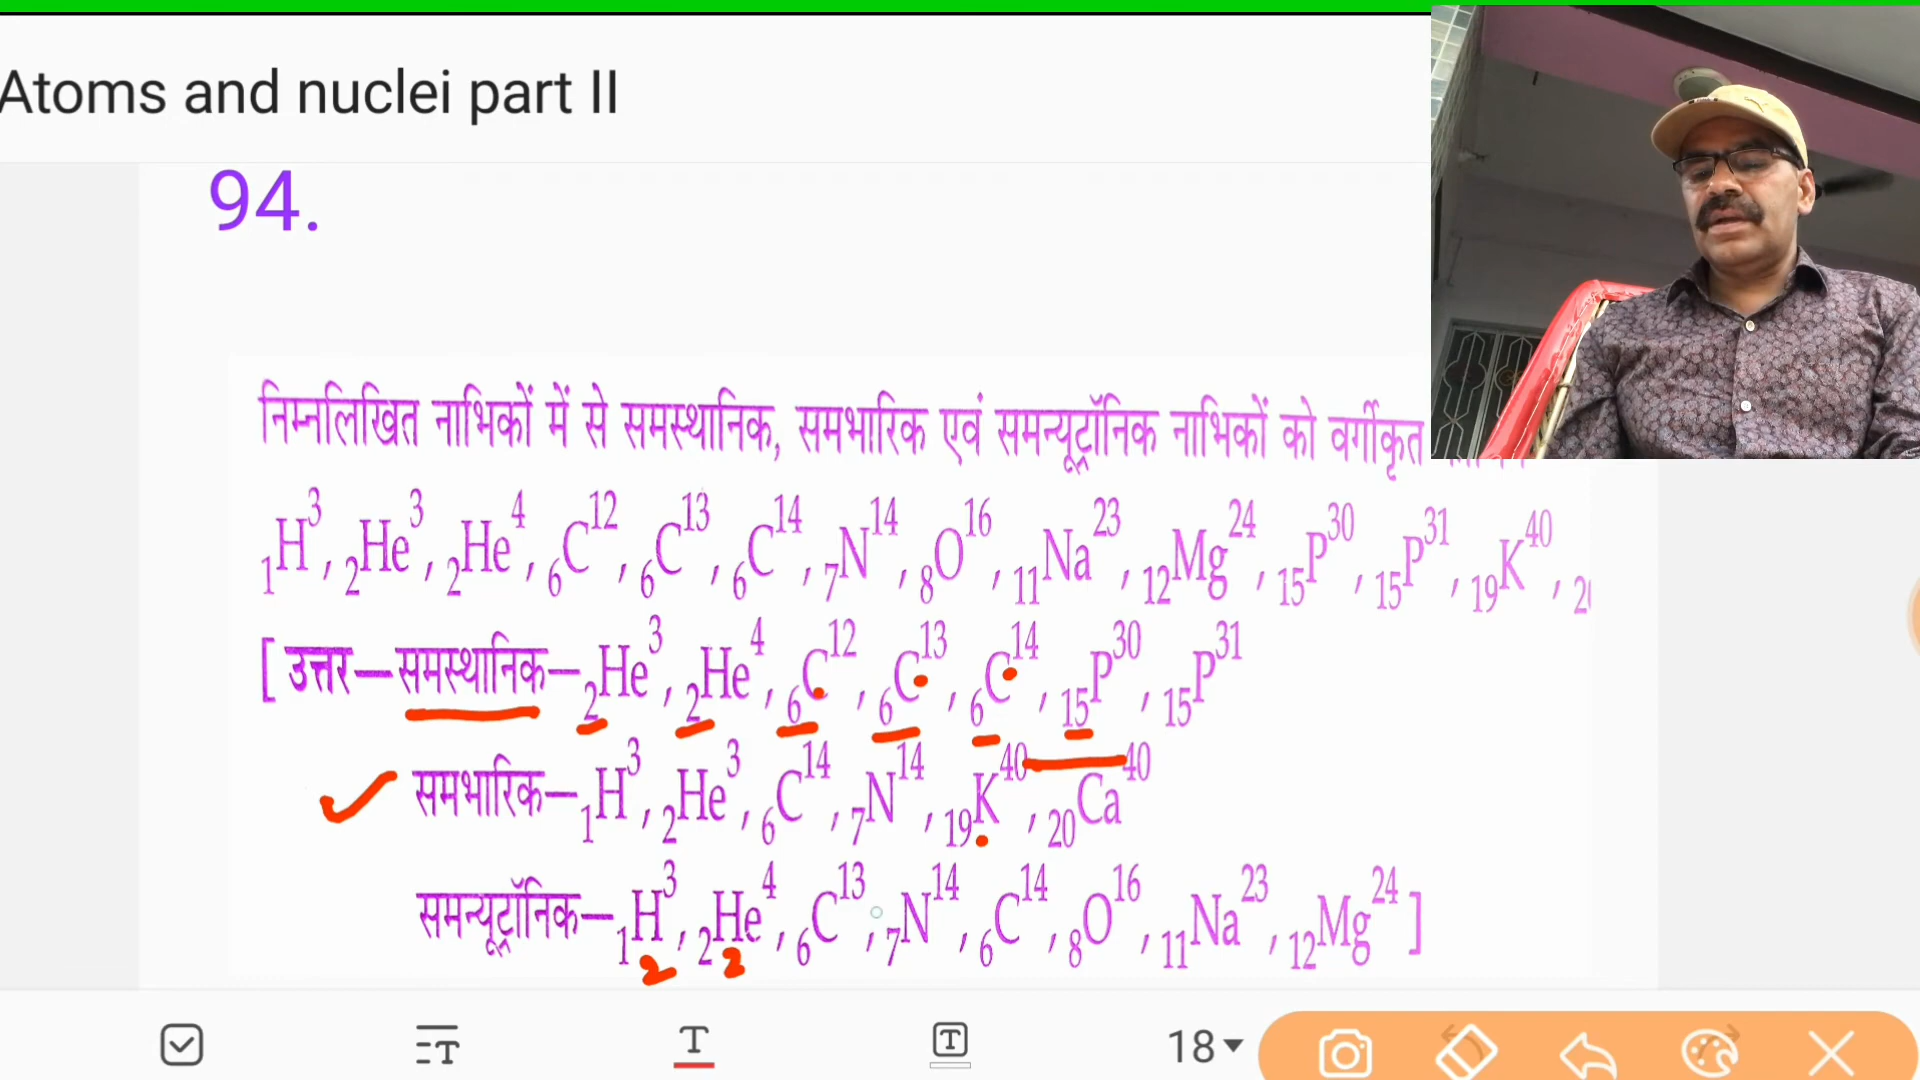 Atoms and nuclei part II
94.
निम्नलिखित नाभिकों में से समस्थानिक, समभारिक एवं समन्यूट्रॉनिक नाभिकों को वर्गीकृत
₁H³, ₂He³, ₂He⁴, ₆C¹², ₆C¹³, ₆C¹⁴, ₇N¹⁴, ₈O¹⁶, ₁₁Na²³, ₁₂Mg²⁴, ₁₅P³⁰, ₁₅P³¹, ₁₉K⁴⁰,
[ उत्तर—समस्थानिक—₂He³, ₂He⁴, ₆C¹², ₆C¹³, ₆C¹⁴, ₁₅P³⁰, ₁₅P³¹
समभारिक—₁H³, ₂He³, ₆C¹⁴, ₇N¹⁴, ₁₉K⁴⁰, ₂₀Ca⁴⁰
समन्यूट्रॉनिक—₁H³, ₂He⁴, ₆C¹³, ₇N¹⁴, ₆C¹⁴, ₈O¹⁶, ₁₁Na²³, ₁₂Mg²⁴ ]
2 2
18